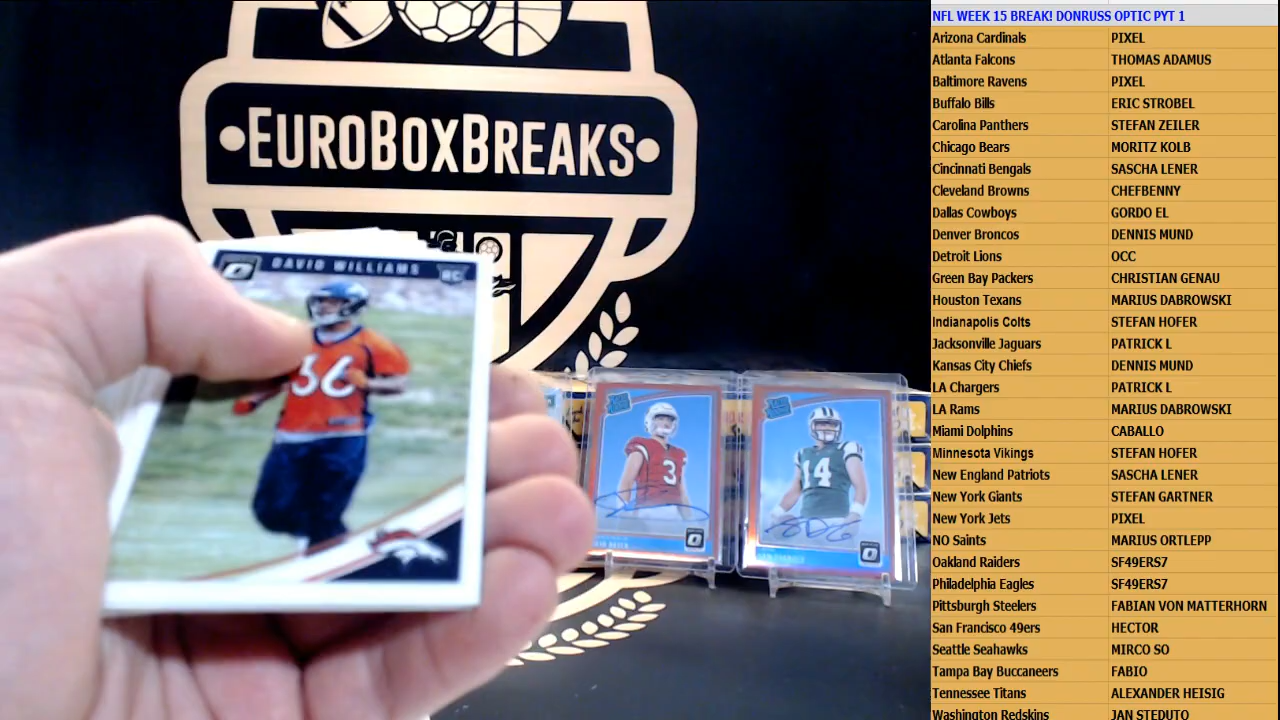 EUROBOXBREAKS
DAVID WILLIAMS
RC
36
3
14
NFL WEEK 15 BREAK! DONRUSS OPTIC PYT 1
Arizona Cardinals PIXEL
Atlanta Falcons THOMAS ADAMUS
Baltimore Ravens PIXEL
Buffalo Bills ERIC STROBEL
Carolina Panthers STEFAN ZEILER
Chicago Bears MORITZ KOLB
Cincinnati Bengals SASCHA LENER
Cleveland Browns CHEFBENNY
Dallas Cowboys GORDO EL
Denver Broncos DENNIS MUND
Detroit Lions OCC
Green Bay Packers CHRISTIAN GENAU
Houston Texans MARIUS DABROWSKI
Indianapolis Colts STEFAN HOFER
Jacksonville Jaguars PATRICK L
Kansas City Chiefs DENNIS MUND
LA Chargers PATRICK L
LA Rams MARIUS DABROWSKI
Miami Dolphins CABALLO
Minnesota Vikings STEFAN HOFER
New England Patriots SASCHA LENER
New York Giants STEFAN GARTNER
New York Jets PIXEL
NO Saints MARIUS ORTLEPP
Oakland Raiders SF49ERS7
Philadelphia Eagles SF49ERS7
Pittsburgh Steelers FABIAN VON MATTERHORN
San Francisco 49ers HECTOR
Seattle Seahawks MIRCO SO
Tampa Bay Buccaneers FABIO
Tennessee Titans ALEXANDER HEISIG
Washington Redskins JAN STEDUTO